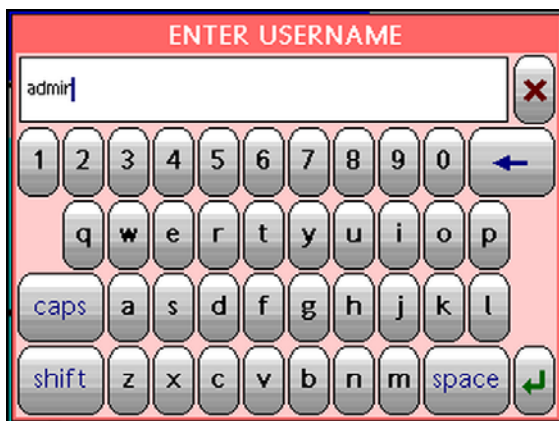 ENTER USERNAME
admin
1 2 3 4 5 6 7 8 9 0
q w e r t y u i o p
caps a s d f g h j k l
shift z x c v b n m space